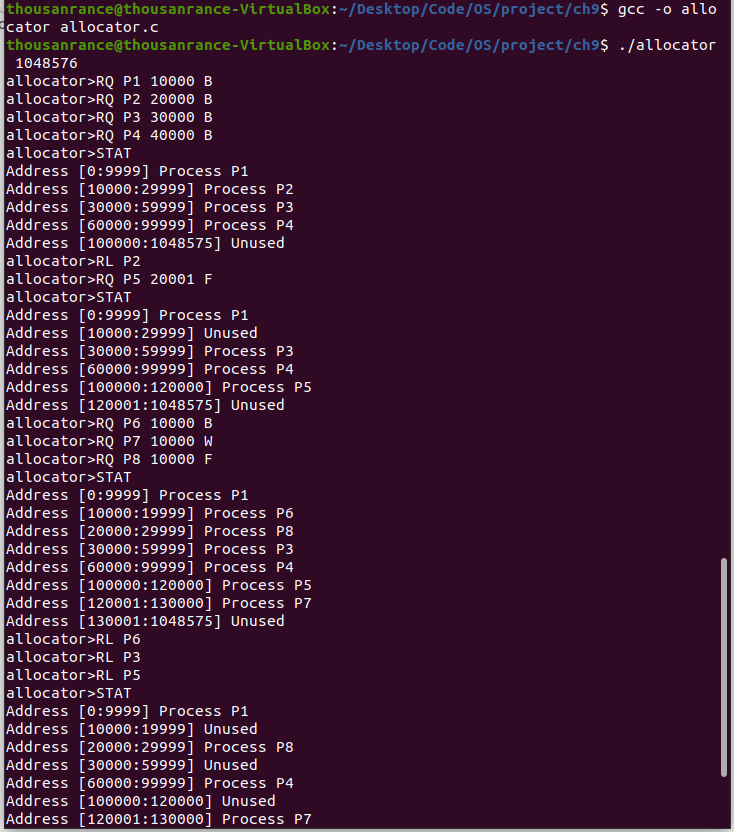 thousanrance@thousanrance-VirtualBox:~/Desktop/Code/OS/project/ch9$ gcc -o allo
cator allocator.c
thousanrance@thousanrance-VirtualBox:~/Desktop/Code/OS/project/ch9$ ./allocator
 1048576
allocator>RQ P1 10000 B
allocator>RQ P2 20000 B
allocator>RQ P3 30000 B
allocator>RQ P4 40000 B
allocator>STAT
Address [0:9999] Process P1
Address [10000:29999] Process P2
Address [30000:59999] Process P3
Address [60000:99999] Process P4
Address [100000:1048575] Unused
allocator>RL P2
allocator>RQ P5 20001 F
allocator>STAT
Address [0:9999] Process P1
Address [10000:29999] Unused
Address [30000:59999] Process P3
Address [60000:99999] Process P4
Address [100000:120000] Process P5
Address [120001:1048575] Unused
allocator>RQ P6 10000 B
allocator>RQ P7 10000 W
allocator>RQ P8 10000 F
allocator>STAT
Address [0:9999] Process P1
Address [10000:19999] Process P6
Address [20000:29999] Process P8
Address [30000:59999] Process P3
Address [60000:99999] Process P4
Address [100000:120000] Process P5
Address [120001:130000] Process P7
Address [130001:1048575] Unused
allocator>RL P6
allocator>RL P3
allocator>RL P5
allocator>STAT
Address [0:9999] Process P1
Address [10000:19999] Unused
Address [20000:29999] Process P8
Address [30000:59999] Unused
Address [60000:99999] Process P4
Address [100000:120000] Unused
Address [120001:130000] Process P7